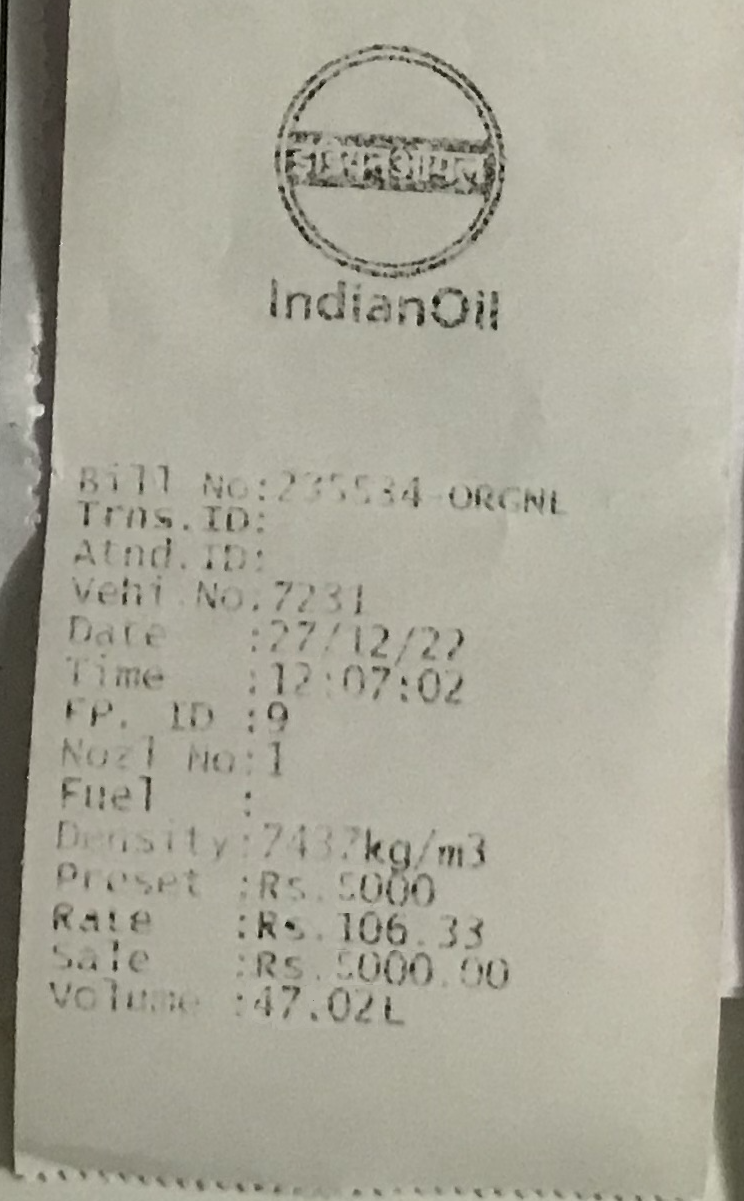 इंडियनऑयल
IndianOil
Bill No:235534-ORGNL
Trns.ID:
Atnd.ID:
Vehi.No:7231
Date :27/12/22
Time :12:07:02
FP. ID :9
Nozl No:1
Fuel :
Density:7437kg/m3
Preset :Rs.5000
Rate :Rs.106.33
Sale :Rs.5000.00
Volume :47.02L